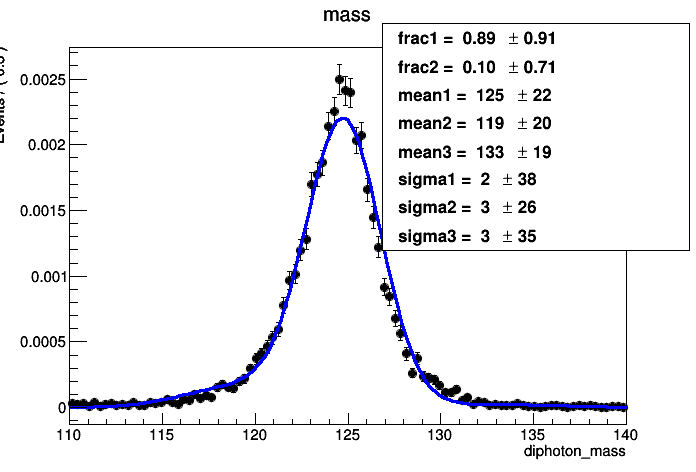 mass
frac1 = 0.89 ± 0.91
frac2 = 0.10 ± 0.71
mean1 = 125 ± 22
mean2 = 119 ± 20
mean3 = 133 ± 19
sigma1 = 2 ± 38
sigma2 = 3 ± 26
sigma3 = 3 ± 35
0.0025
0.002
0.0015
0.001
0.0005
0
110 115 120 125 130 135 140
diphoton_mass